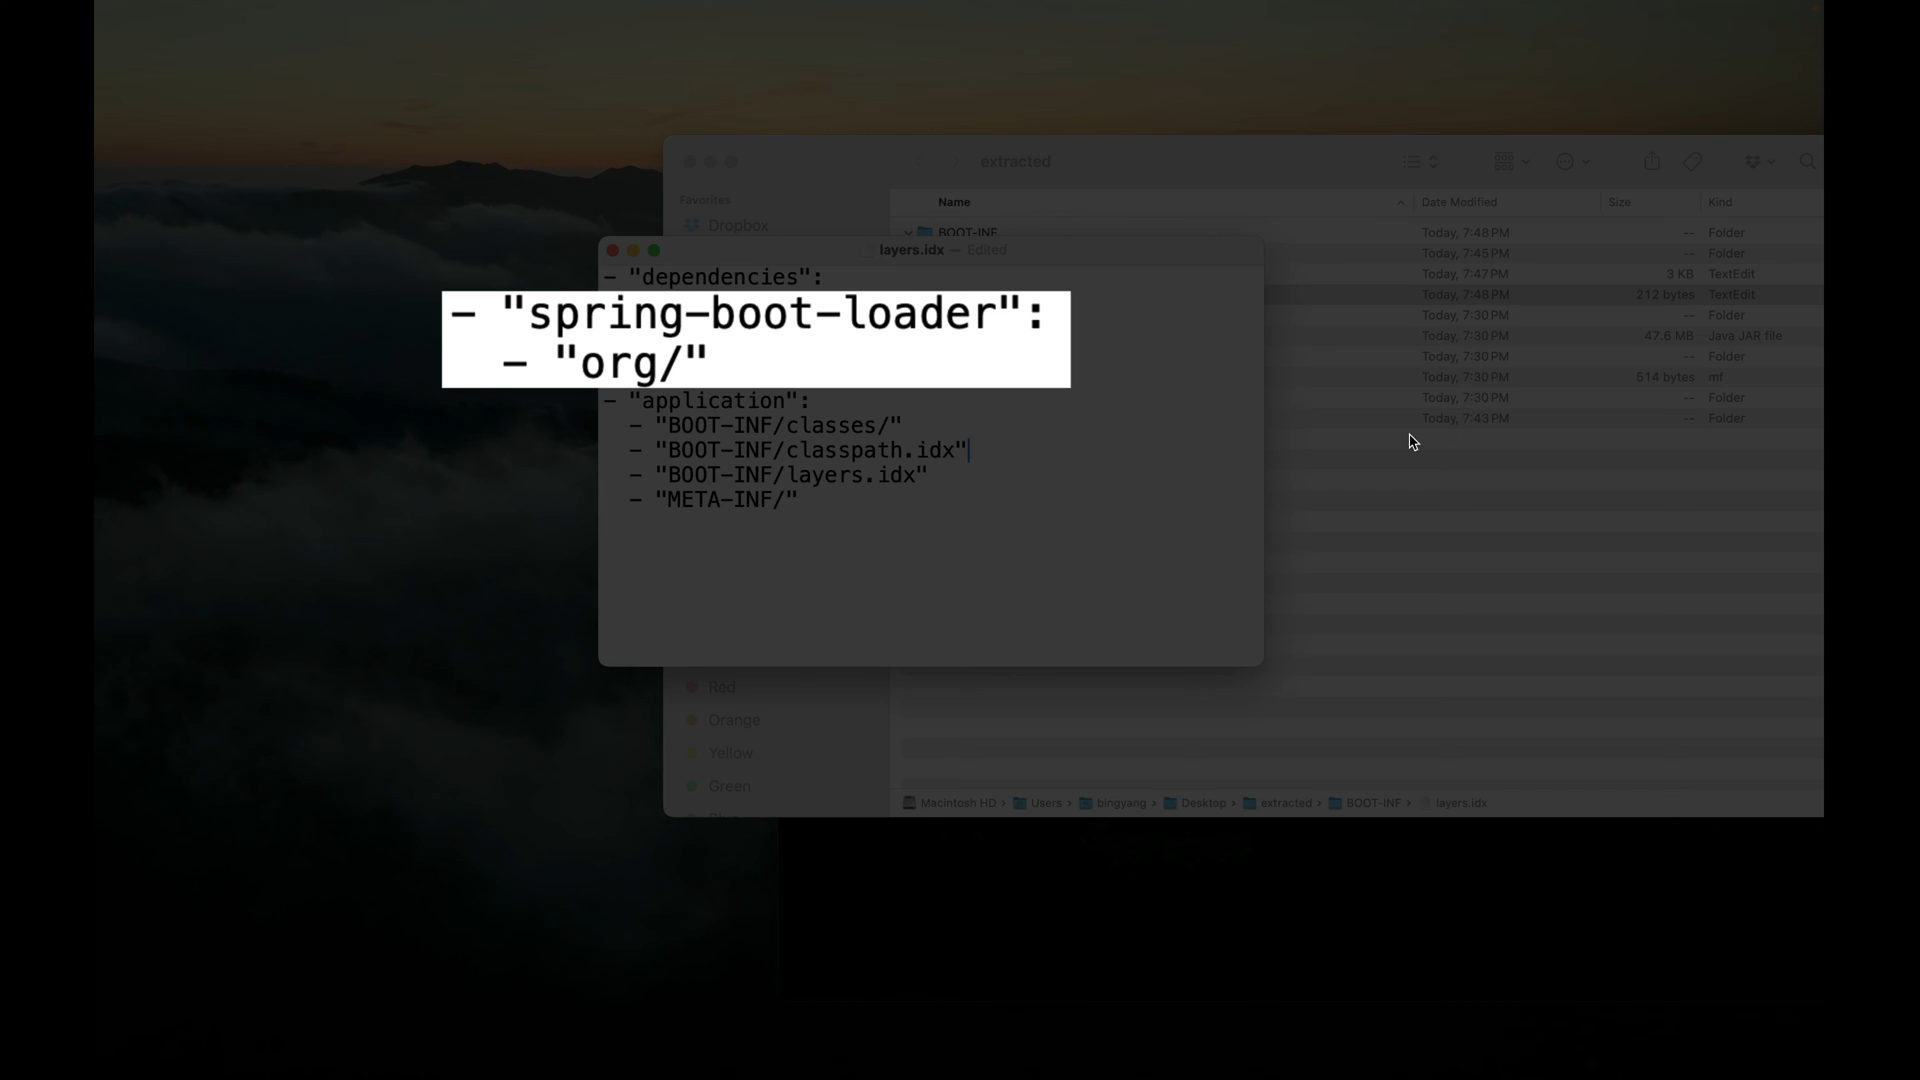 extracted
Favorites
Dropbox
Name
Date Modified
Size
Kind
BOOT-INF
Today, 7:48 PM
--
Folder
Today, 7:45 PM
--
Folder
Today, 7:47 PM
3 KB
TextEdit
Today, 7:48 PM
212 bytes
TextEdit
Today, 7:30 PM
--
Folder
Today, 7:30 PM
47.6 MB
Java JAR file
Today, 7:30 PM
--
Folder
Today, 7:30 PM
514 bytes
mf
Today, 7:30 PM
--
Folder
Today, 7:43 PM
--
Folder
layers.idx — Edited
- "dependencies":
- "spring-boot-loader":
- "org/"
- "application":
- "BOOT-INF/classes/"
- "BOOT-INF/classpath.idx"
- "BOOT-INF/layers.idx"
- "META-INF/"
Red
Orange
Yellow
Green
Macintosh HD › Users › bingyang › Desktop › extracted › BOOT-INF › layers.idx